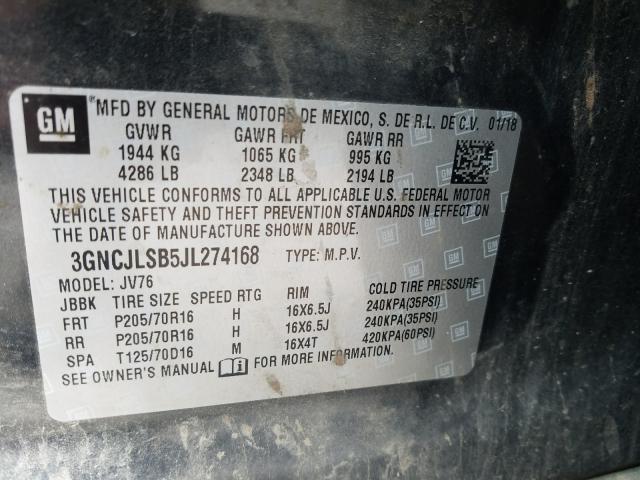 GM
® MFD BY GENERAL MOTORS DE MEXICO, S. DE R.L. DE C.V. 01/18
GVWR GAWR FRT GAWR RR
1944 KG 1065 KG 995 KG
4286 LB 2348 LB 2194 LB
THIS VEHICLE CONFORMS TO ALL APPLICABLE U.S. FEDERAL MOTOR
VEHICLE SAFETY AND THEFT PREVENTION STANDARDS IN EFFECT ON
THE DATE OF MANUFACTURE SHOWN ABOVE.
3GNCJLSB5JL274168 TYPE: M.P.V.
MODEL: JV76
JBBK TIRE SIZE SPEED RTG RIM COLD TIRE PRESSURE
FRT P205/70R16 H 16X6.5J 240KPA(35PSI)
RR P205/70R16 H 16X6.5J 240KPA(35PSI)
SPA T125/70D16 M 16X4T 420KPA(60PSI)
SEE OWNER'S MANUAL FOR MORE INFORMATION